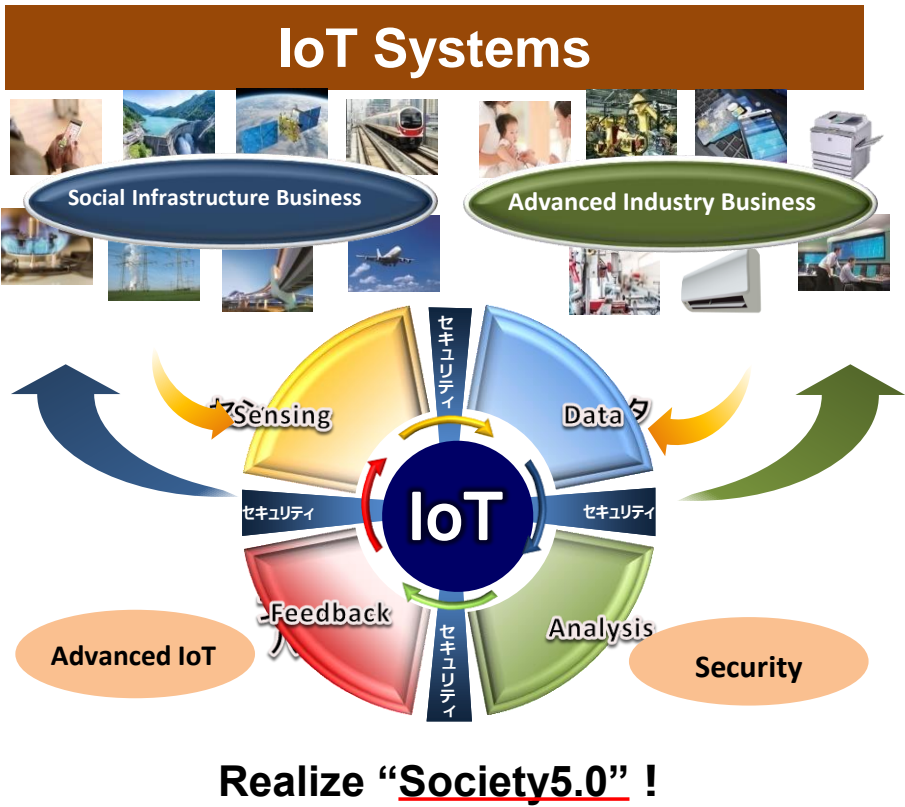 IoT Systems
Social Infrastructure Business
Advanced Industry Business
セキュリティ
Sensing
Data
セキュリティ
IoT
セキュリティ
Feedback
Analysis
セキュリティ
Advanced IoT
Security
Realize “Society5.0” !